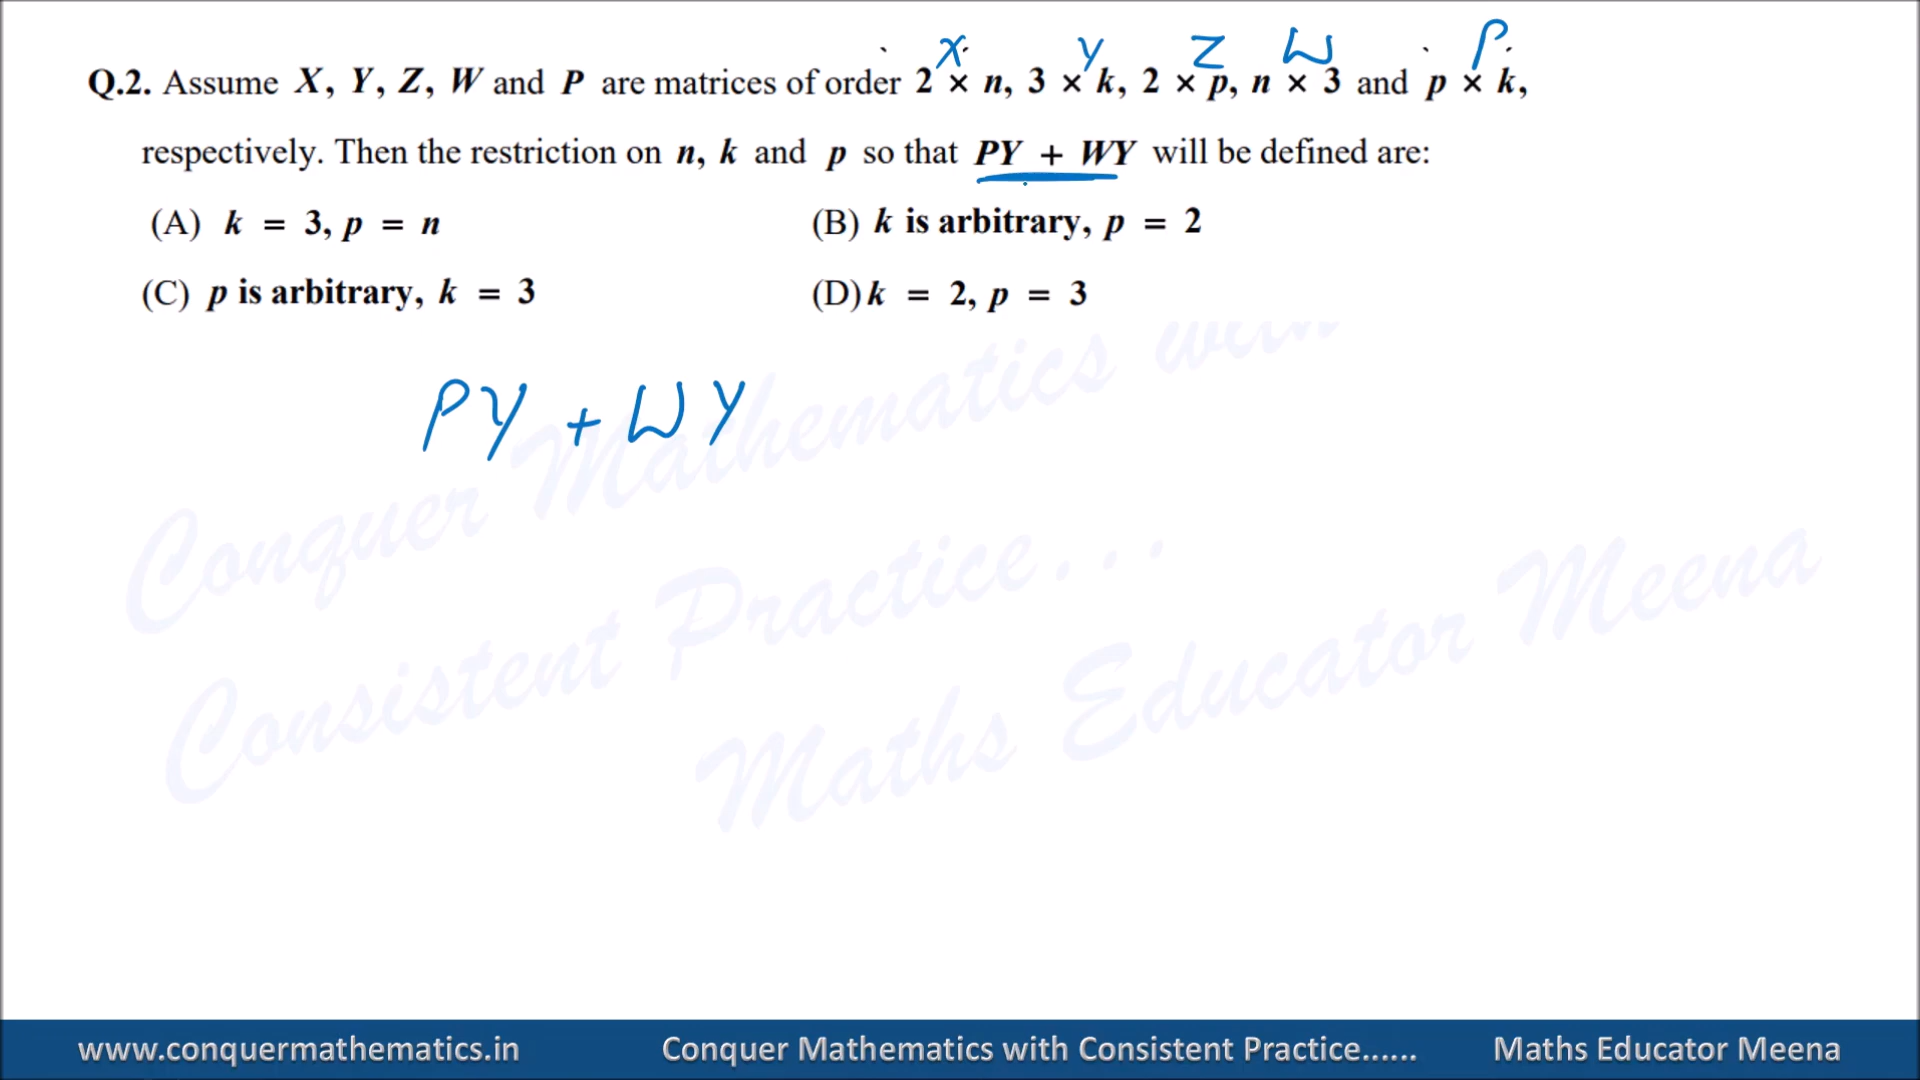 X Y Z W P
Q.2. Assume X, Y, Z, W and P are matrices of order 2 × n, 3 × k, 2 × p, n × 3 and p × k,
respectively. Then the restriction on n, k and p so that PY + WY will be defined are:
(A) k = 3, p = n (B) k is arbitrary, p = 2
(C) p is arbitrary, k = 3 (D) k = 2, p = 3
PY + WY
Conquer Mathematics with
Consistent Practice...
Maths Educator Meena
www.conquermathematics.in Conquer Mathematics with Consistent Practice...... Maths Educator Meena